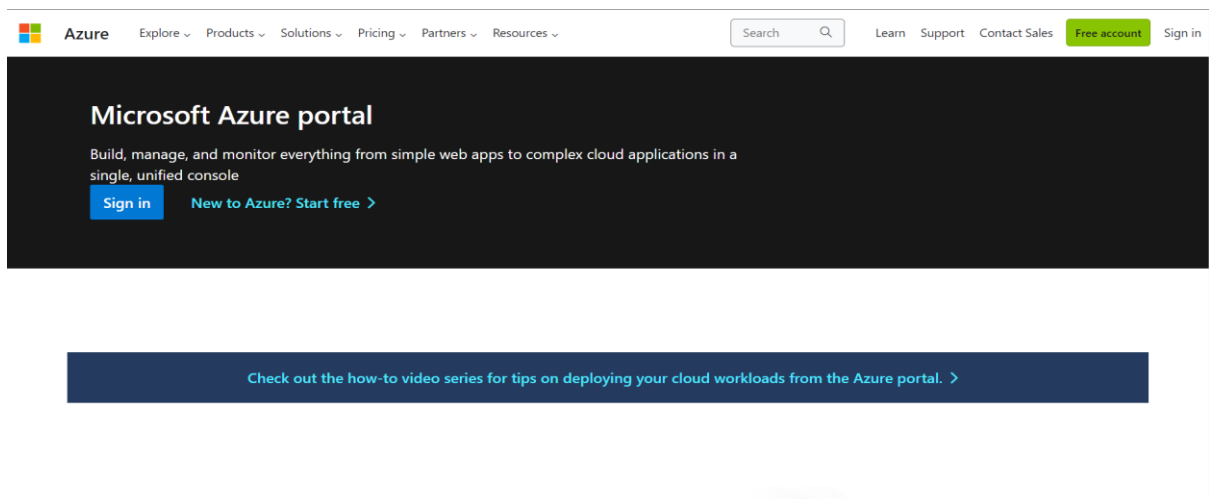 Azure Explore Products Solutions Pricing Partners Resources Search Learn Support Contact Sales Free account Sign in
Microsoft Azure portal
Build, manage, and monitor everything from simple web apps to complex cloud applications in a
single, unified console
Sign in New to Azure? Start free >
Check out the how-to video series for tips on deploying your cloud workloads from the Azure portal. >